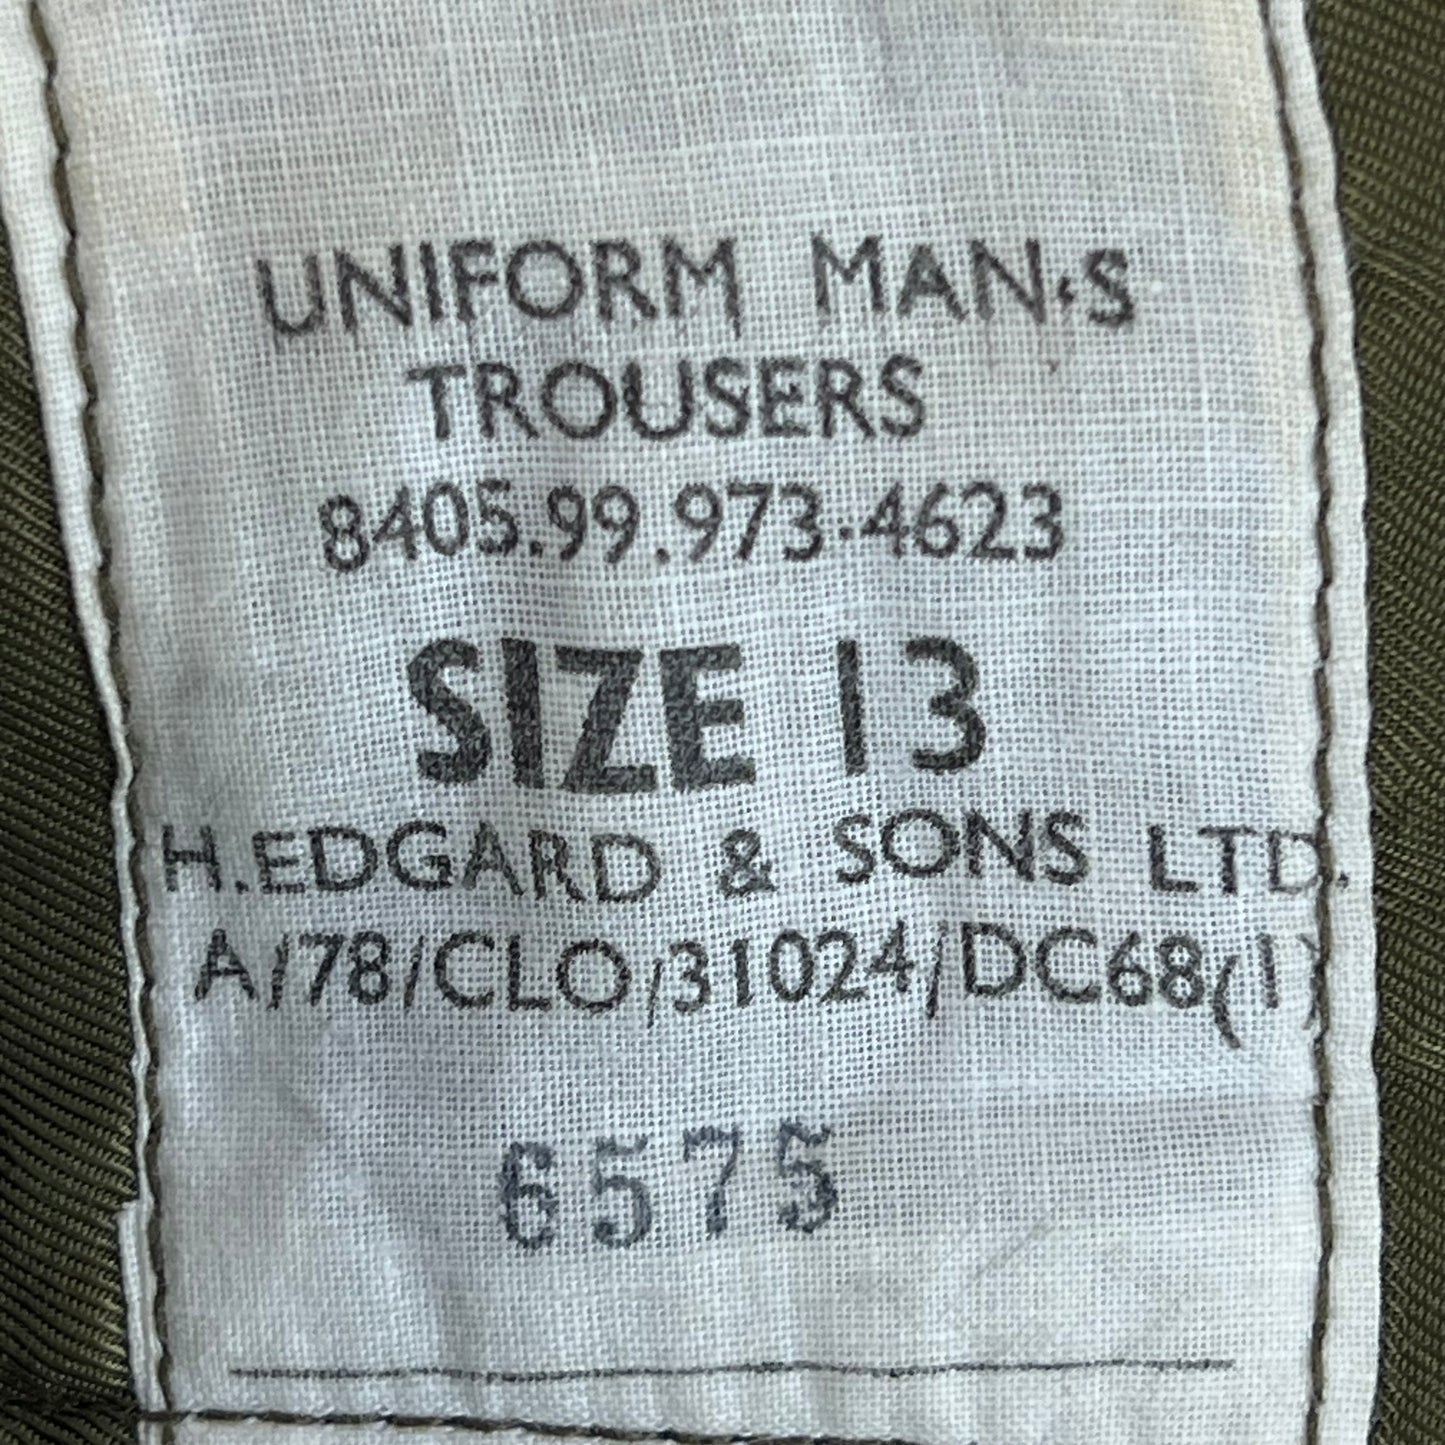 UNIFORM MAN'S
TROUSERS
8405.99.973.4623
SIZE 13
H.EDGARD & SONS LTD.
A/78/CLO/31024/DC68(1)
6575